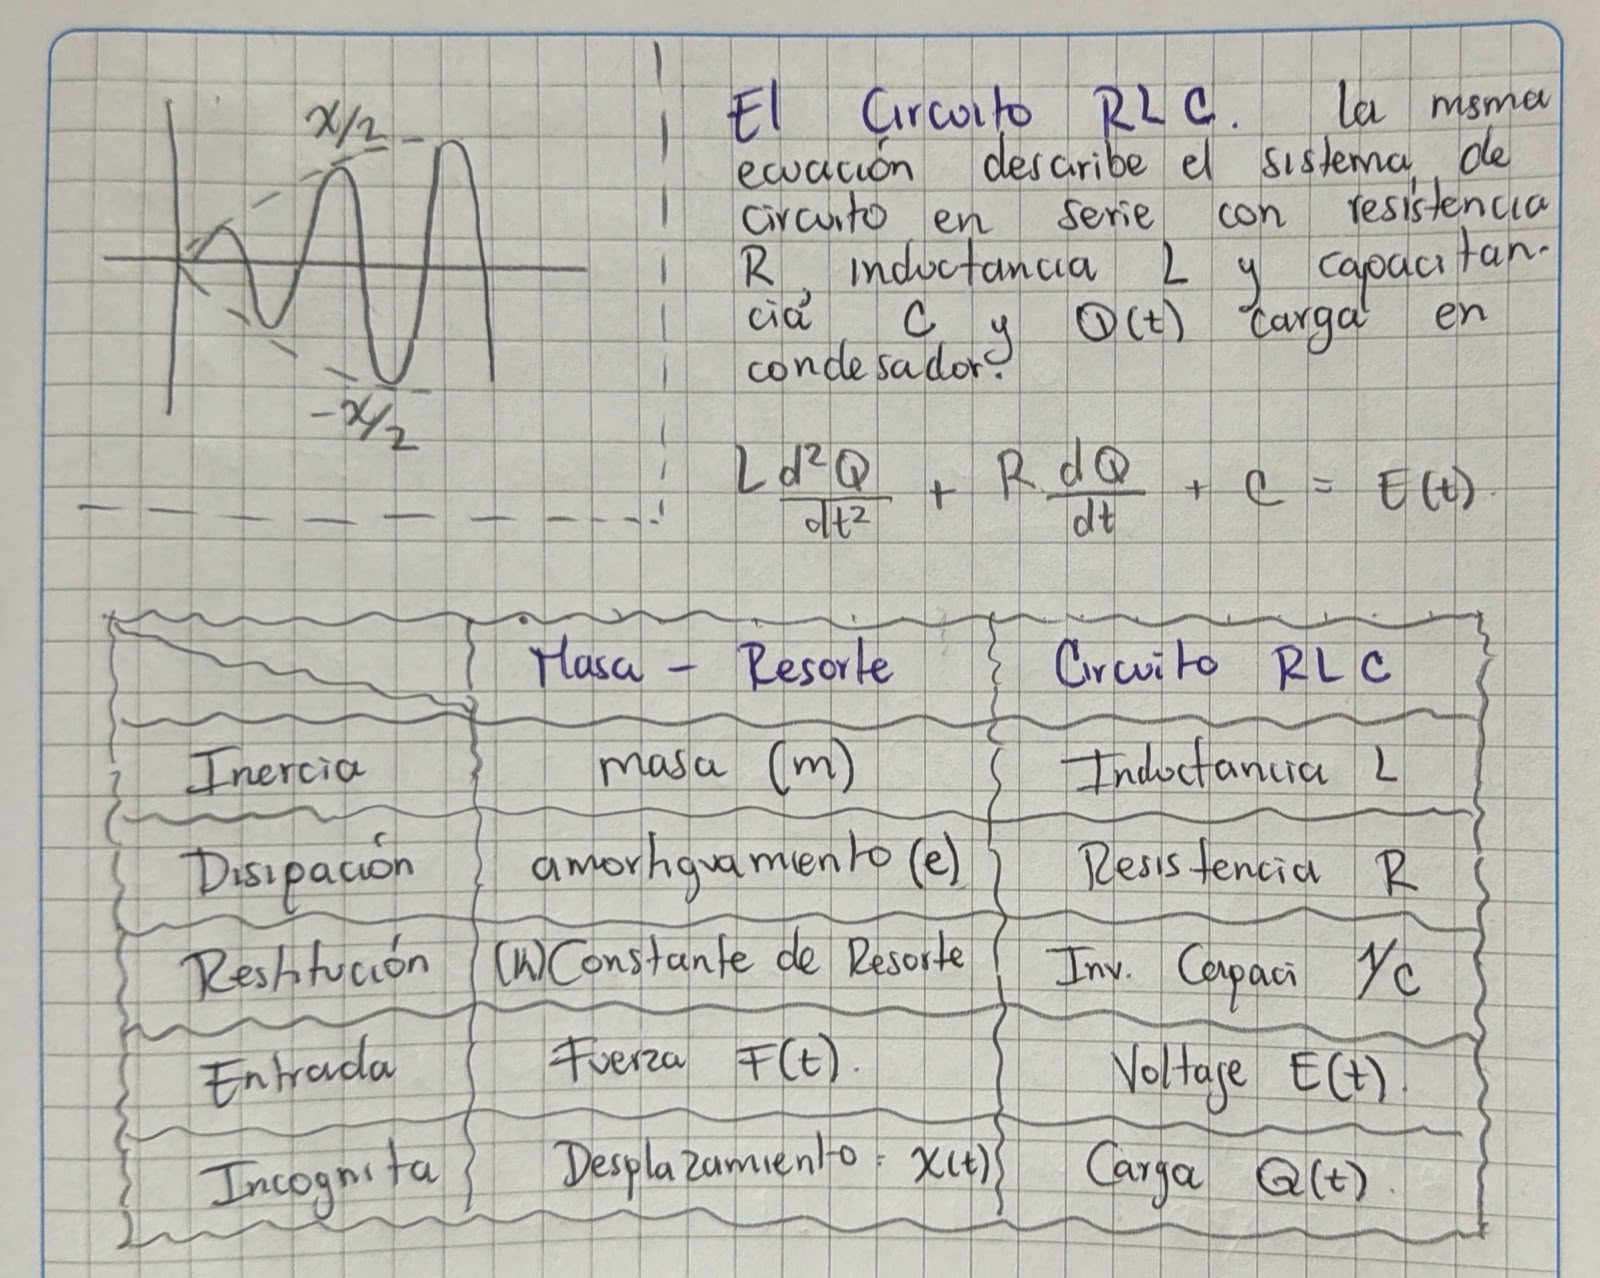 x/2
-x/2
El Circuito RLC. La msma
ecuación describe el sistema de
circuito en serie con resistencia
R, inductancia L y capacitan-
cia C y Q(t) carga en
condesador.
L d²Q/dt² + R dQ/dt + C = E(t).
Masa - Resorte Circuito RLC
Inercia masa (m) Inductancia L
Disipación amortiguamiento (e) Resistencia R
Restitución (k) Constante de Resorte Inv. Capaci 1/C
Entrada Fuerza F(t). Voltaje E(t).
Incognita Desplazamiento: X(t) Carga Q(t).